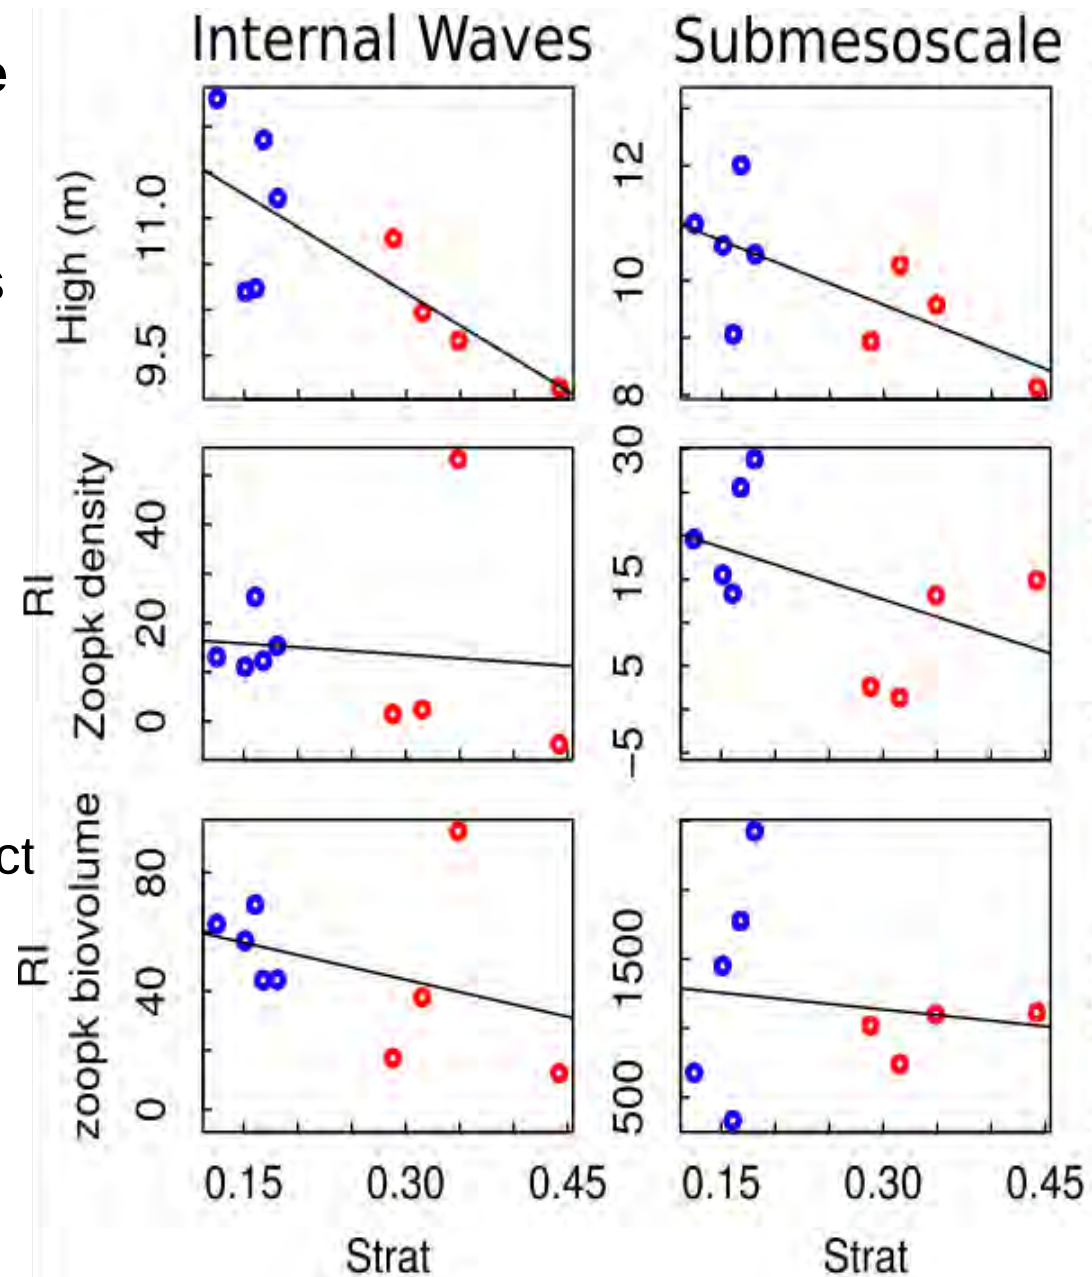 Internal Waves
Submesoscale
e
s
e
ct
High (m)
9.5 11.0
8 10 12
RI
Zoopk density
0 20 40
−5 5 15 30
RI
zoopk biovolume
0 40 80
500 1500
0.15 0.30 0.45
0.15 0.30 0.45
Strat
Strat